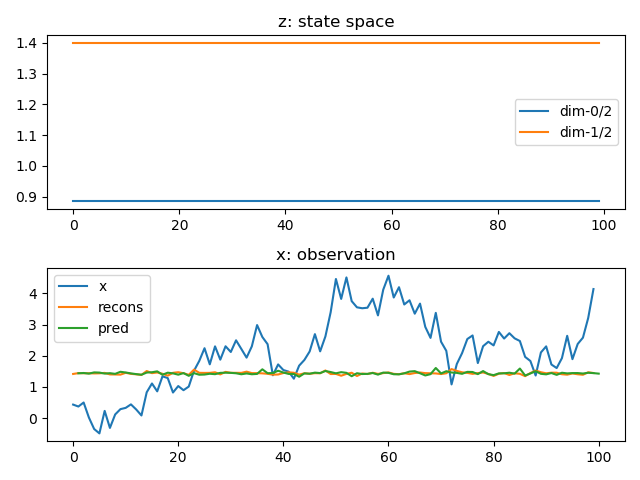 z: state space
1.4
1.3
1.2
1.1
1.0
0.9
dim-0/2
dim-1/2
0 20 40 60 80 100
x: observation
4
3
2
1
0
x
recons
pred
0 20 40 60 80 100